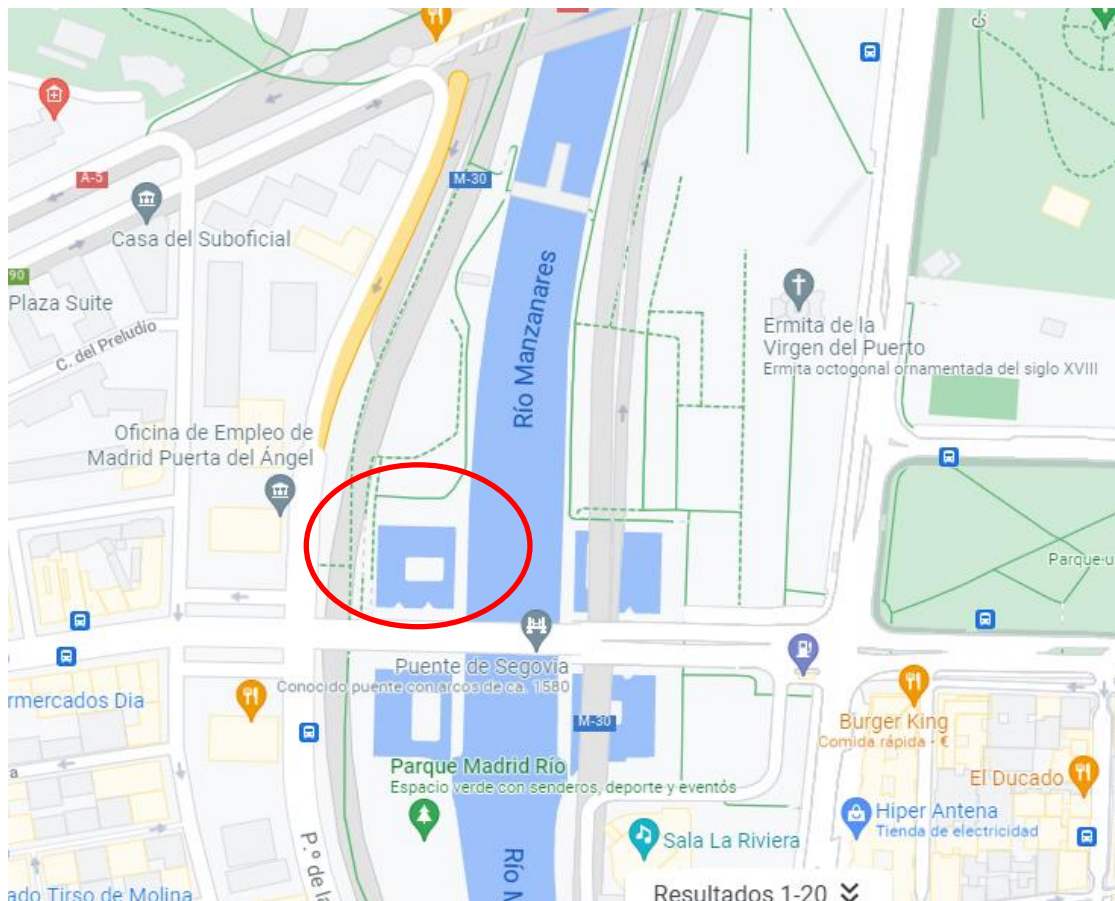 A-5
M-30
Casa del Suboficial
90
Plaza Suite
C. del Preludio
Río Manzanares
Ermita de la
Virgen del Puerto
Ermita octogonal ornamentada del siglo XVIII
Oficina de Empleo de
Madrid Puerta del Ángel
Parque
Puente de Segovia
Conocido puente con arcos de ca. 1580
rmercados Dia
M-30
Burger King
Comida rápida · €
Parque Madrid Río
Espacio verde con senderos, deporte y eventos
El Ducado
Hiper Antena
Tienda de electricidad
Sala La Riviera
P.º de la
Río
ado Tirso de Molina
Resultados 1-20